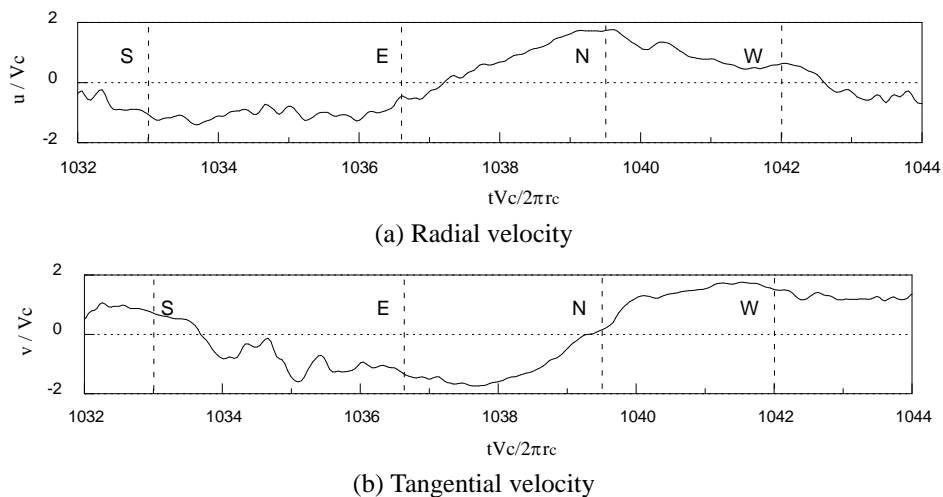 2
S
E
N
W
0
u / Vc
-2
1032
1034
1036
1038
1040
1042
1044
tVc/2πrc
(a) Radial velocity
2
S
E
N
W
0
v / Vc
-2
1032
1034
1036
1038
1040
1042
1044
tVc/2πrc
(b) Tangential velocity